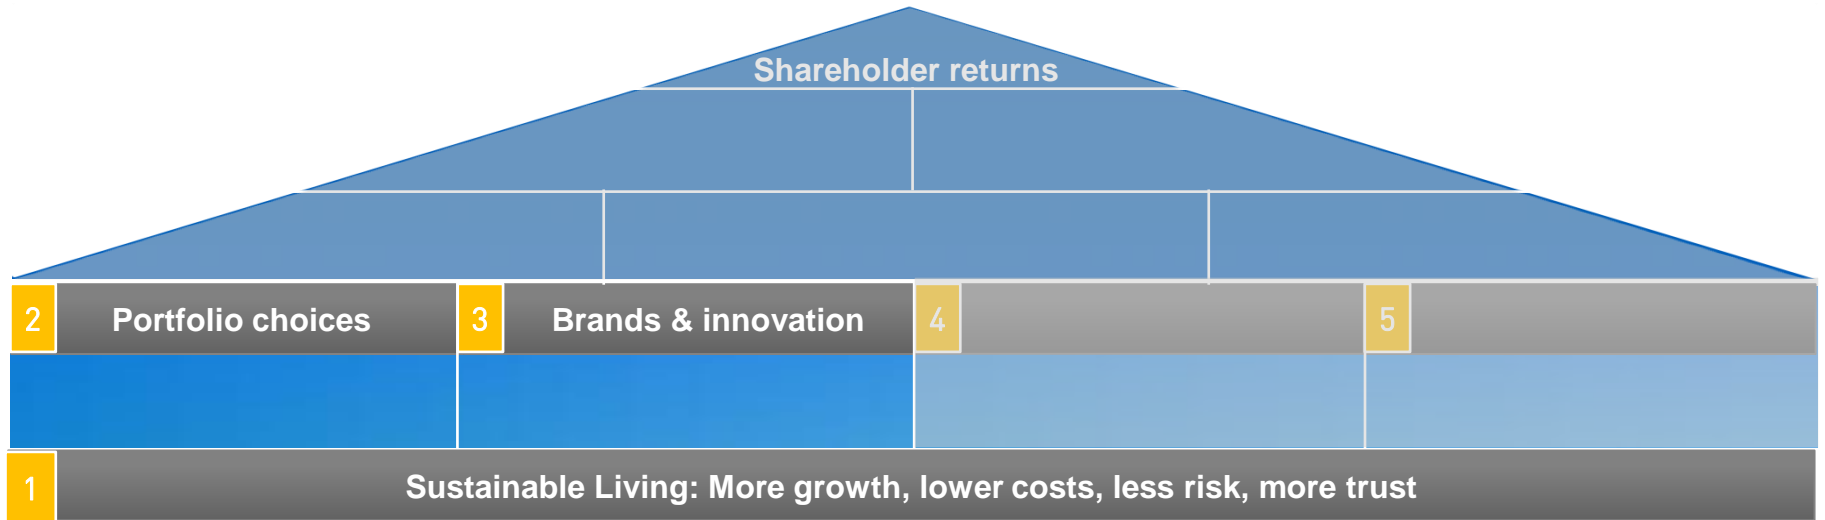 Shareholder returns
2 Portfolio choices 3 Brands & innovation 4 5
1 Sustainable Living: More growth, lower costs, less risk, more trust